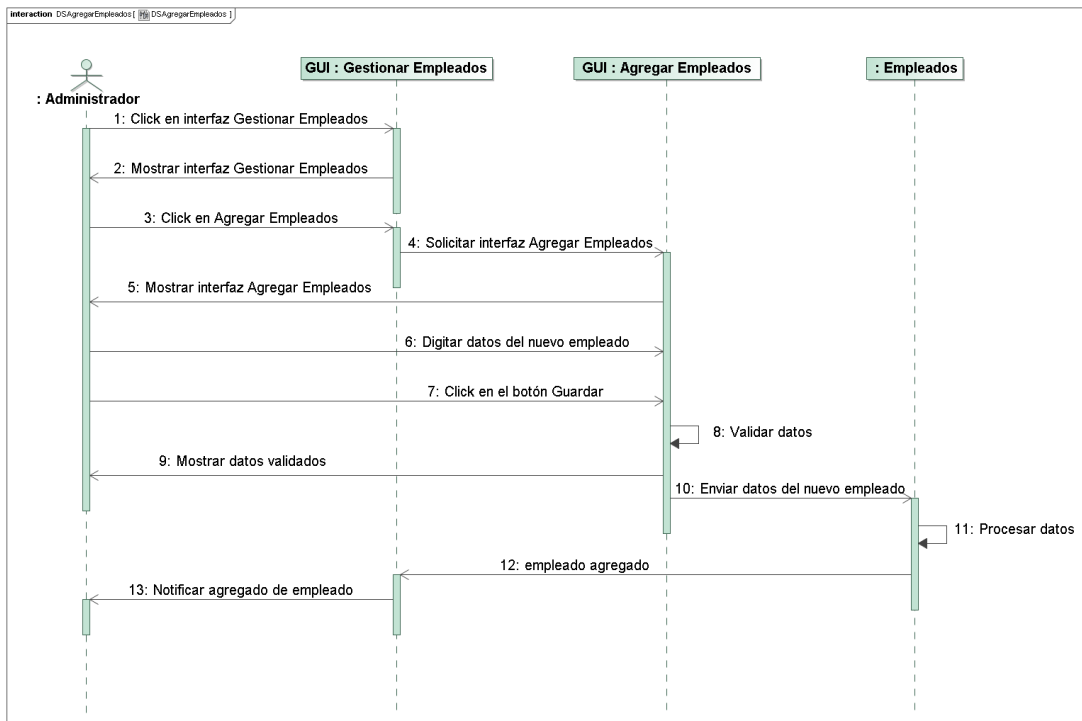 interaction DSAgregarEmpleados [ DSAgregarEmpleados ]
GUI : Gestionar Empleados
GUI : Agregar Empleados
: Empleados
: Administrador
1: Click en interfaz Gestionar Empleados
2: Mostrar interfaz Gestionar Empleados
3: Click en Agregar Empleados
4: Solicitar interfaz Agregar Empleados
5: Mostrar interfaz Agregar Empleados
6: Digitar datos del nuevo empleado
7: Click en el botón Guardar
8: Validar datos
9: Mostrar datos validados
10: Enviar datos del nuevo empleado
11: Procesar datos
12: empleado agregado
13: Notificar agregado de empleado